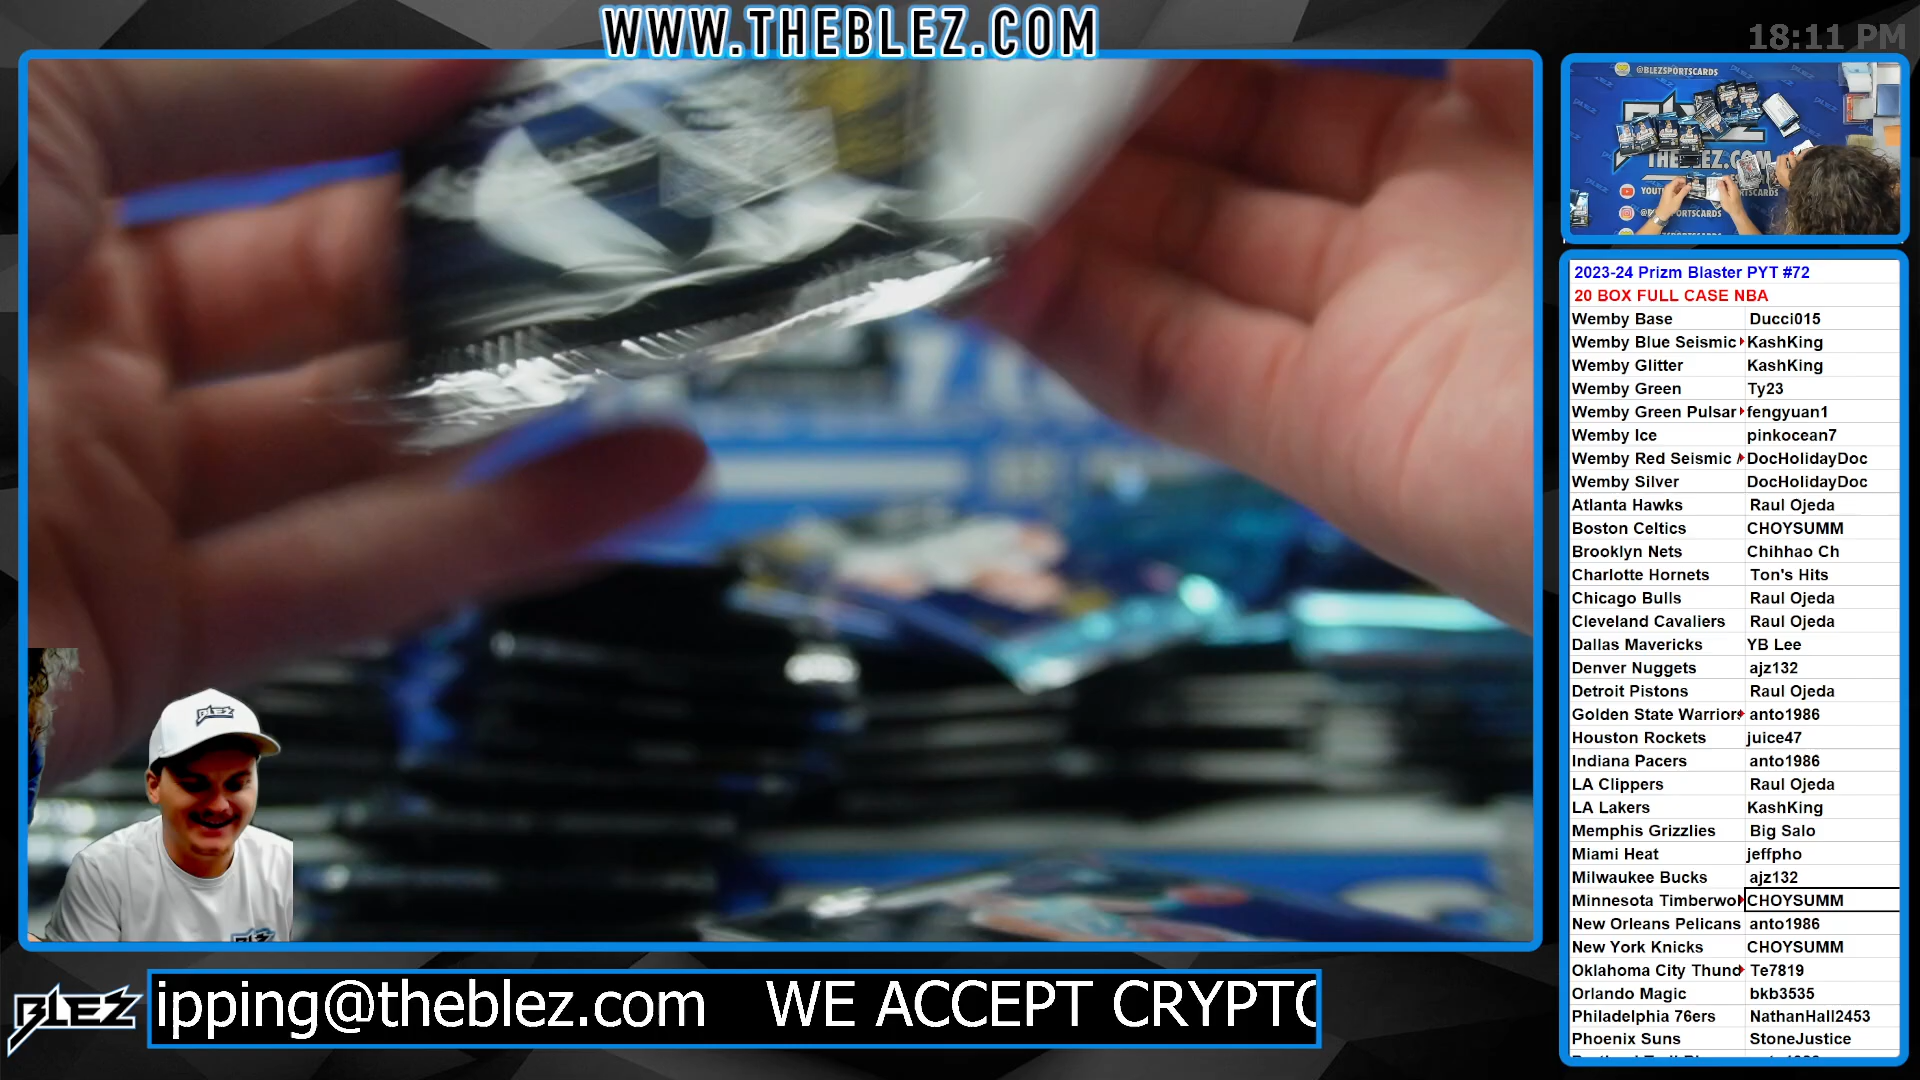 WWW.THEBLEZ.COM
18:11 PM
@BLEZSPORTSCARDS
2023-24 Prizm Blaster PYT #72
20 BOX FULL CASE NBA
Wemby Base Ducci015
Wemby Blue Seismic KashKing
Wemby Glitter KashKing
Wemby Green Ty23
Wemby Green Pulsar fengyuan1
Wemby Ice pinkocean7
Wemby Red Seismic DocHolidayDoc
Wemby Silver DocHolidayDoc
Atlanta Hawks Raul Ojeda
Boston Celtics CHOYSUMM
Brooklyn Nets Chihhao Ch
Charlotte Hornets Ton's Hits
Chicago Bulls Raul Ojeda
Cleveland Cavaliers Raul Ojeda
Dallas Mavericks YB Lee
Denver Nuggets ajz132
Detroit Pistons Raul Ojeda
Golden State Warriors anto1986
Houston Rockets juice47
Indiana Pacers anto1986
LA Clippers Raul Ojeda
LA Lakers KashKing
Memphis Grizzlies Big Salo
Miami Heat jeffpho
Milwaukee Bucks ajz132
Minnesota Timberwol CHOYSUMM
New Orleans Pelicans anto1986
New York Knicks CHOYSUMM
Oklahoma City Thund Te7819
Orlando Magic bkb3535
Philadelphia 76ers NathanHall2453
Phoenix Suns StoneJustice
BLEZ
BLEZ
ipping@theblez.com WE ACCEPT CRYPTO